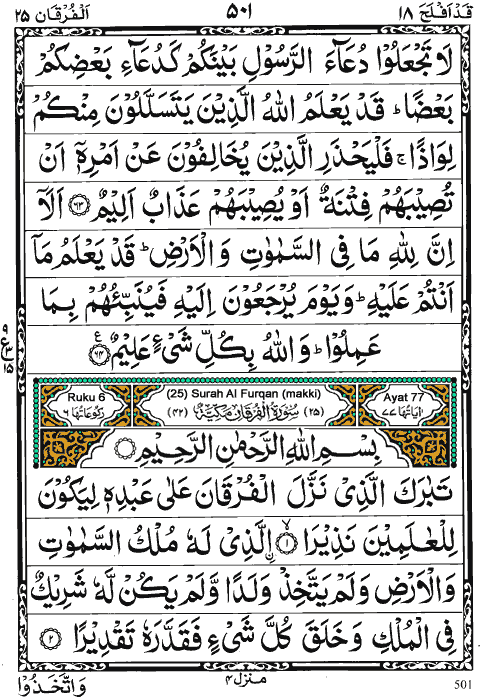 قَدْ اَفْلَحَ ١٨ ٥٠١ اَلْفُرْقَان ٢٥
لَا تَجْعَلُوْا دُعَآءَ الرَّسُوْلِ بَيْنَكُمْ كَدُعَآءِ بَعْضِكُمْ
بَعْضًا ؕ قَدْ يَعْلَمُ اللّٰهُ الَّذِيْنَ يَتَسَلَّلُوْنَ مِنْكُمْ
لِوَاذًا ۚ فَلْيَحْذَرِ الَّذِيْنَ يُخَالِفُوْنَ عَنْ اَمْرِهٖۤ اَنْ
تُصِيْبَهُمْ فِتْنَةٌ اَوْ يُصِيْبَهُمْ عَذَابٌ اَلِيْمٌ ﴿٦٣﴾ اَلَاۤ
اِنَّ لِلّٰهِ مَا فِى السَّمٰوٰتِ وَالْاَرْضِ ؕ قَدْ يَعْلَمُ مَاۤ
اَنْتُمْ عَلَيْهِ ؕ وَيَوْمَ يُرْجَعُوْنَ اِلَيْهِ فَيُنَبِّئُهُمْ بِمَا
عَمِلُوْا ؕ وَاللّٰهُ بِكُلِّ شَىْءٍ عَلِيْمٌ ﴿٦٤﴾ ع
٩
ع ٣
١٥
Ruku 6 (25) Surah Al Furqan (makki) Ayat 77
اٰيَاتُهَا ٧٧ (٢٥) سُوْرَةُ الْفُرْقَانِ مَكِّيَّةٌ (٤٢) رُكُوْعَاتُهَا ٦
بِسْمِ اللّٰهِ الرَّحْمٰنِ الرَّحِيْمِ
تَبٰرَكَ الَّذِىْ نَزَّلَ الْفُرْقَانَ عَلٰى عَبْدِهٖ لِيَكُوْنَ
لِلْعٰلَمِيْنَ نَذِيْرَا ﴿١﴾ ۙ ۨالَّذِىْ لَهٗ مُلْكُ السَّمٰوٰتِ
وَالْاَرْضِ وَلَمْ يَتَّخِذْ وَلَدًا وَّلَمْ يَكُنْ لَّهٗ شَرِيْكٌ
فِى الْمُلْكِ وَخَلَقَ كُلَّ شَىْءٍ فَقَدَّرَهٗ تَقْدِيْرًا ﴿٢﴾
وَاتَّخَذُوْا منزل ٤ 501